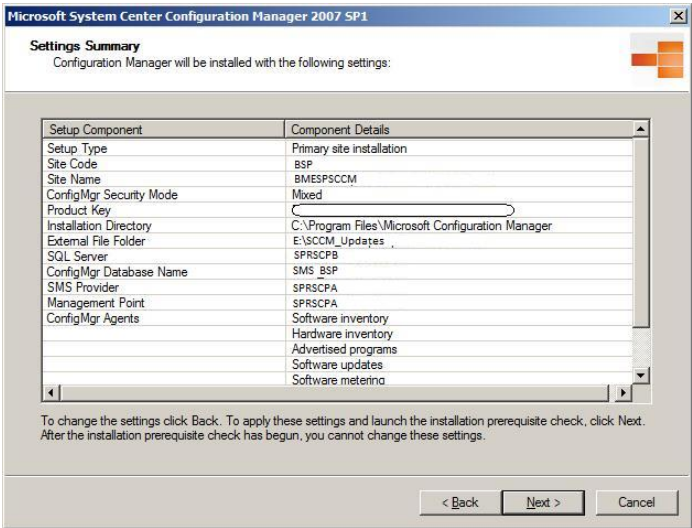 Microsoft System Center Configuration Manager 2007 SP1
Settings Summary
Configuration Manager will be installed with the following settings:
Setup Component Component Details
Setup Type Primary site installation
Site Code BSP
Site Name BMESPSCCM
ConfigMgr Security Mode Mixed
Product Key
Installation Directory C:\Program Files\Microsoft Configuration Manager
External File Folder E:\SCCM_Updates
SQL Server SPRSCPB
ConfigMgr Database Name SMS_BSP
SMS Provider SPRSCPA
Management Point SPRSCPA
ConfigMgr Agents Software inventory
Hardware inventory
Advertised programs
Software updates
Software metering
To change the settings click Back. To apply these settings and launch the installation prerequisite check, click Next.
After the installation prerequisite check has begun, you cannot change these settings.
< Back Next > Cancel